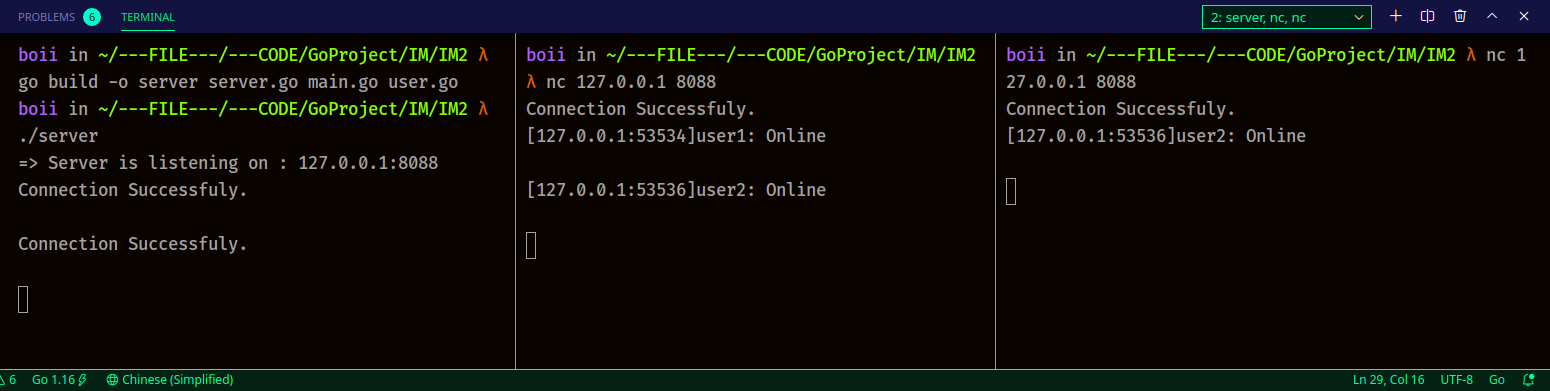 PROBLEMS 6 TERMINAL 2: server, nc, nc
boii in ~/---FILE---/---CODE/GoProject/IM/IM2 λ
go build -o server server.go main.go user.go
boii in ~/---FILE---/---CODE/GoProject/IM/IM2 λ
./server
=> Server is listening on : 127.0.0.1:8088
Connection Successfuly.
Connection Successfuly.
boii in ~/---FILE---/---CODE/GoProject/IM/IM2
λ nc 127.0.0.1 8088
Connection Successfuly.
[127.0.0.1:53534]user1: Online
[127.0.0.1:53536]user2: Online
boii in ~/---FILE---/---CODE/GoProject/IM/IM2 λ nc 1
27.0.0.1 8088
Connection Successfuly.
[127.0.0.1:53536]user2: Online
6 Go 1.16 Chinese (Simplified) Ln 29, Col 16 UTF-8 Go